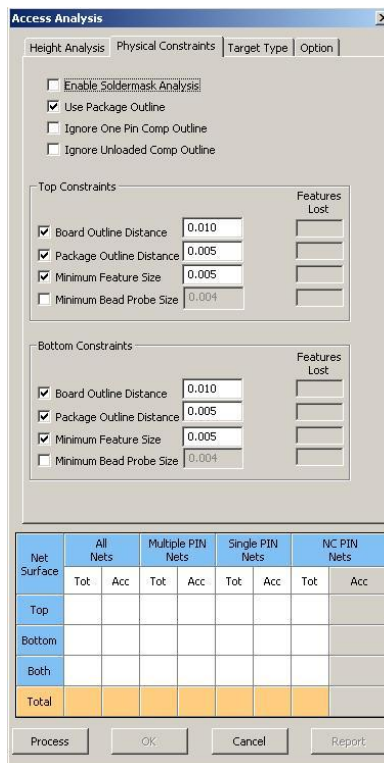 Access Analysis
Height Analysis Physical Constraints Target Type Option
Enable Soldermask Analysis
Use Package Outline
Ignore One Pin Comp Outline
Ignore Unloaded Comp Outline
Top Constraints
Features
Lost
Board Outline Distance 0.010
Package Outline Distance 0.005
Minimum Feature Size 0.005
Minimum Bead Probe Size 0.004
Bottom Constraints
Features
Lost
Board Outline Distance 0.010
Package Outline Distance 0.005
Minimum Feature Size 0.005
Minimum Bead Probe Size 0.004
Net Surface All Nets Multiple PIN Nets Single PIN Nets NC PIN Nets
Tot Acc Tot Acc Tot Acc Tot Acc
Top
Bottom
Both
Total
Process OK Cancel Report